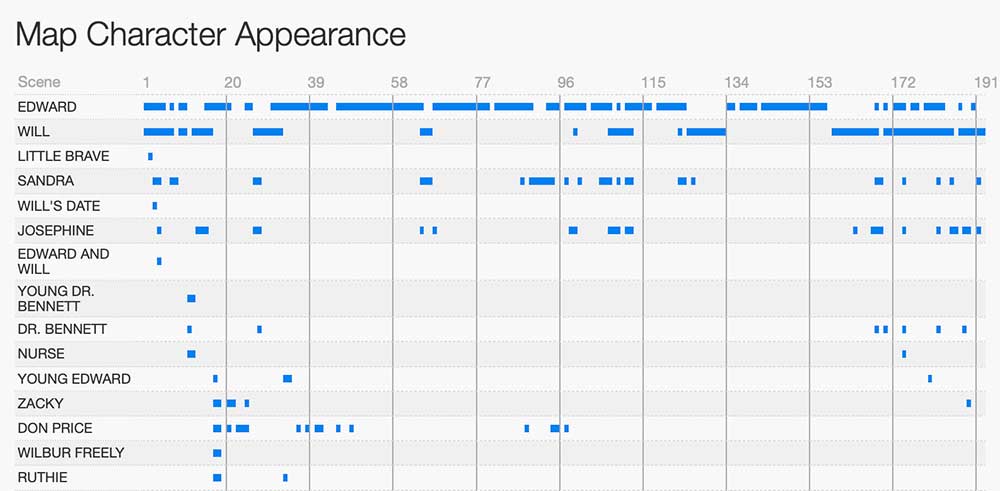 Map Character Appearance
Scene 1 20 39 58 77 96 115 134 153 172 191
EDWARD
WILL
LITTLE BRAVE
SANDRA
WILL'S DATE
JOSEPHINE
EDWARD AND
WILL
YOUNG DR.
BENNETT
DR. BENNETT
NURSE
YOUNG EDWARD
ZACKY
DON PRICE
WILBUR FREELY
RUTHIE